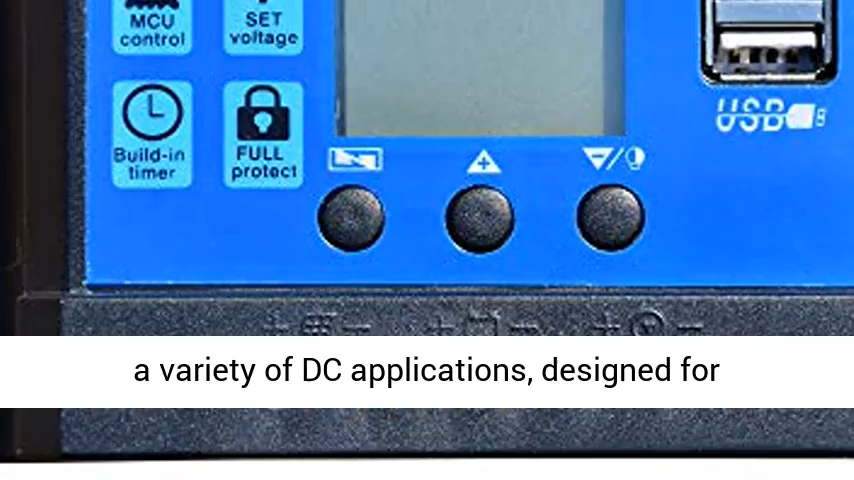 MCU
control
SET
voltage
Build-in
timer
FULL
protect
USB
a variety of DC applications, designed for